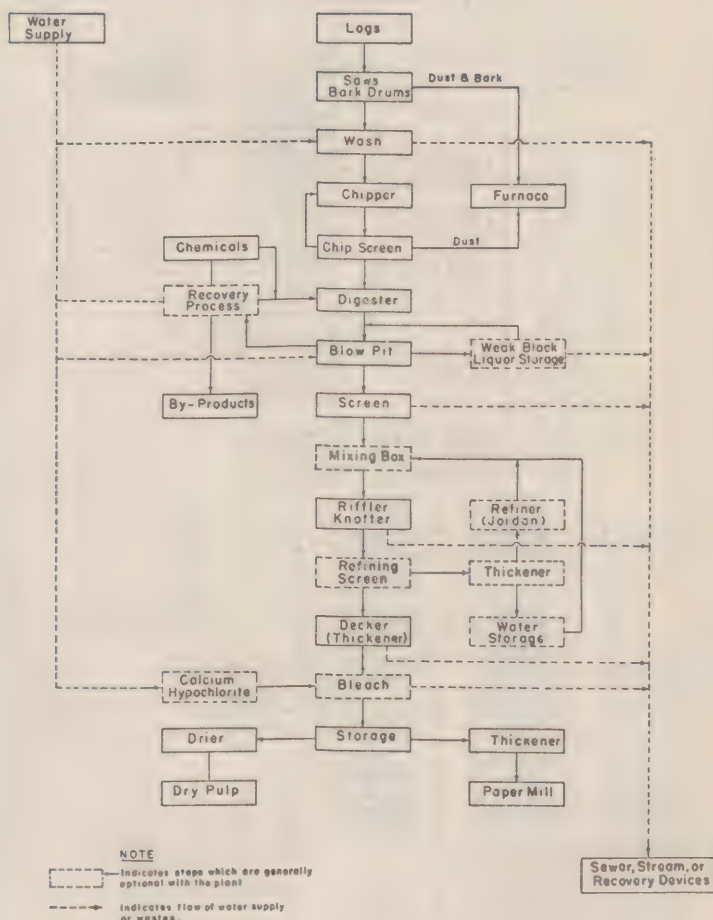 Water
Supply
Logs
Saws
Bark Drums
Dust & Bark
Wash
Chipper
Furnace
Chip Screen
Dust
Chemicals
Recovery
Process
Digester
Blow Pit
Weak Black
Liquor Storage
By-Products
Screen
Mixing Box
Riffler
Knotter
Refiner
(Jordan)
Refining
Screen
Thickener
Decker
(Thickener)
Water
Storage
Calcium
Hypochlorite
Bleach
Drier
Storage
Thickener
Dry Pulp
Paper Mill
NOTE
Indicates steps which are generally
optional with the plant
Indicates flow of water supply
or wastes.
Sewer, Stream, or
Recovery Devices